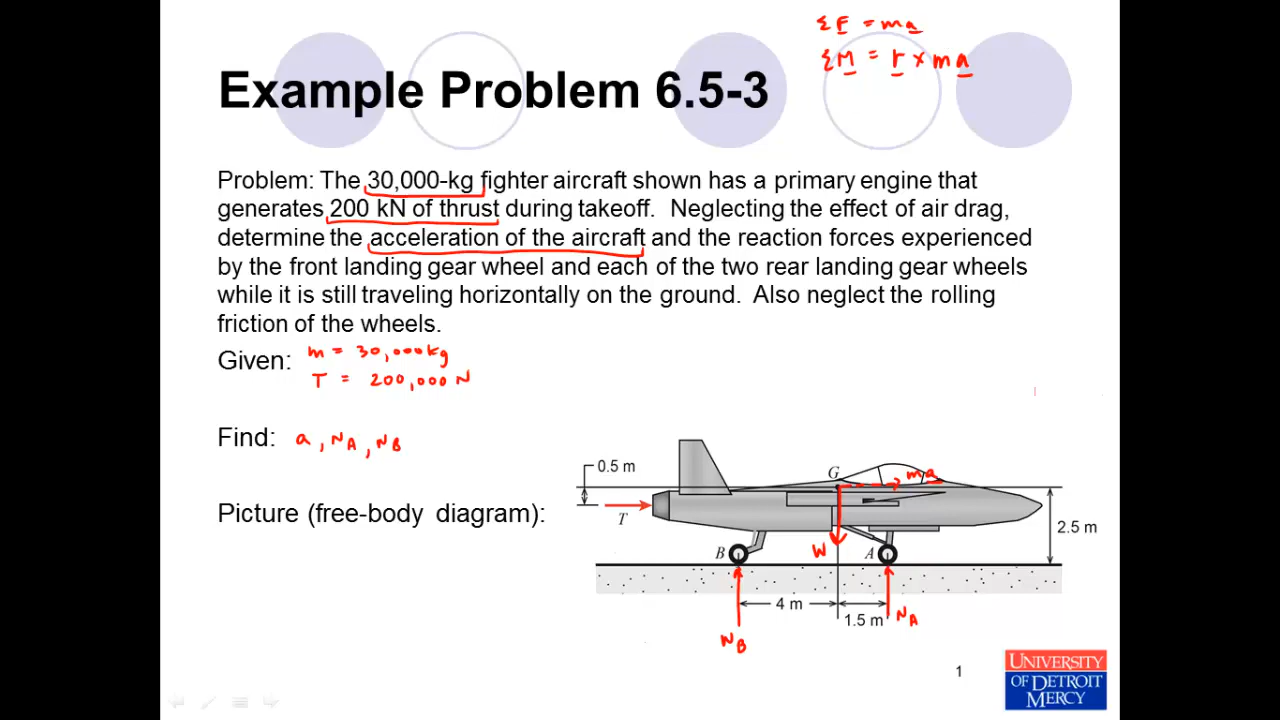 ΣF = ma
ΣM = r × ma
Example Problem 6.5-3
Problem: The 30,000-kg fighter aircraft shown has a primary engine that
generates 200 kN of thrust during takeoff. Neglecting the effect of air drag,
determine the acceleration of the aircraft and the reaction forces experienced
by the front landing gear wheel and each of the two rear landing gear wheels
while it is still traveling horizontally on the ground. Also neglect the rolling
friction of the wheels.
Given: m = 30,000kg
T = 200,000 N
Find: a, NA, NB
Picture (free-body diagram):
0.5 m
G
ma
T
2.5 m
B
W
A
4 m
1.5 m
NA
NB
1
UNIVERSITY
OF DETROIT
MERCY